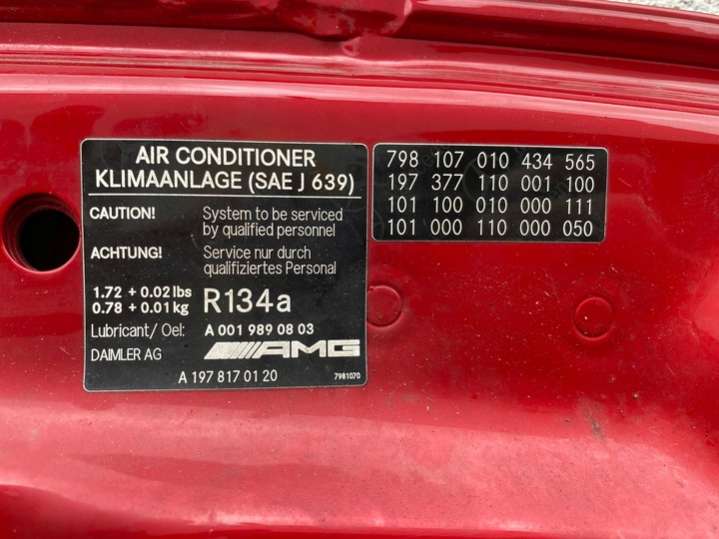 AIR CONDITIONER
KLIMAANLAGE (SAE J 639)
CAUTION! System to be serviced
by qualified personnel
ACHTUNG! Service nur durch
qualifiziertes Personal
1.72 + 0.02 lbs
0.78 + 0.01 kg
R134a
Lubricant/ Oel: A 001 989 08 03
DAIMLER AG AMG
A 197 817 01 20 7981070
798 107 010 434 565
197 377 110 001 100
101 100 010 000 111
101 000 110 000 050